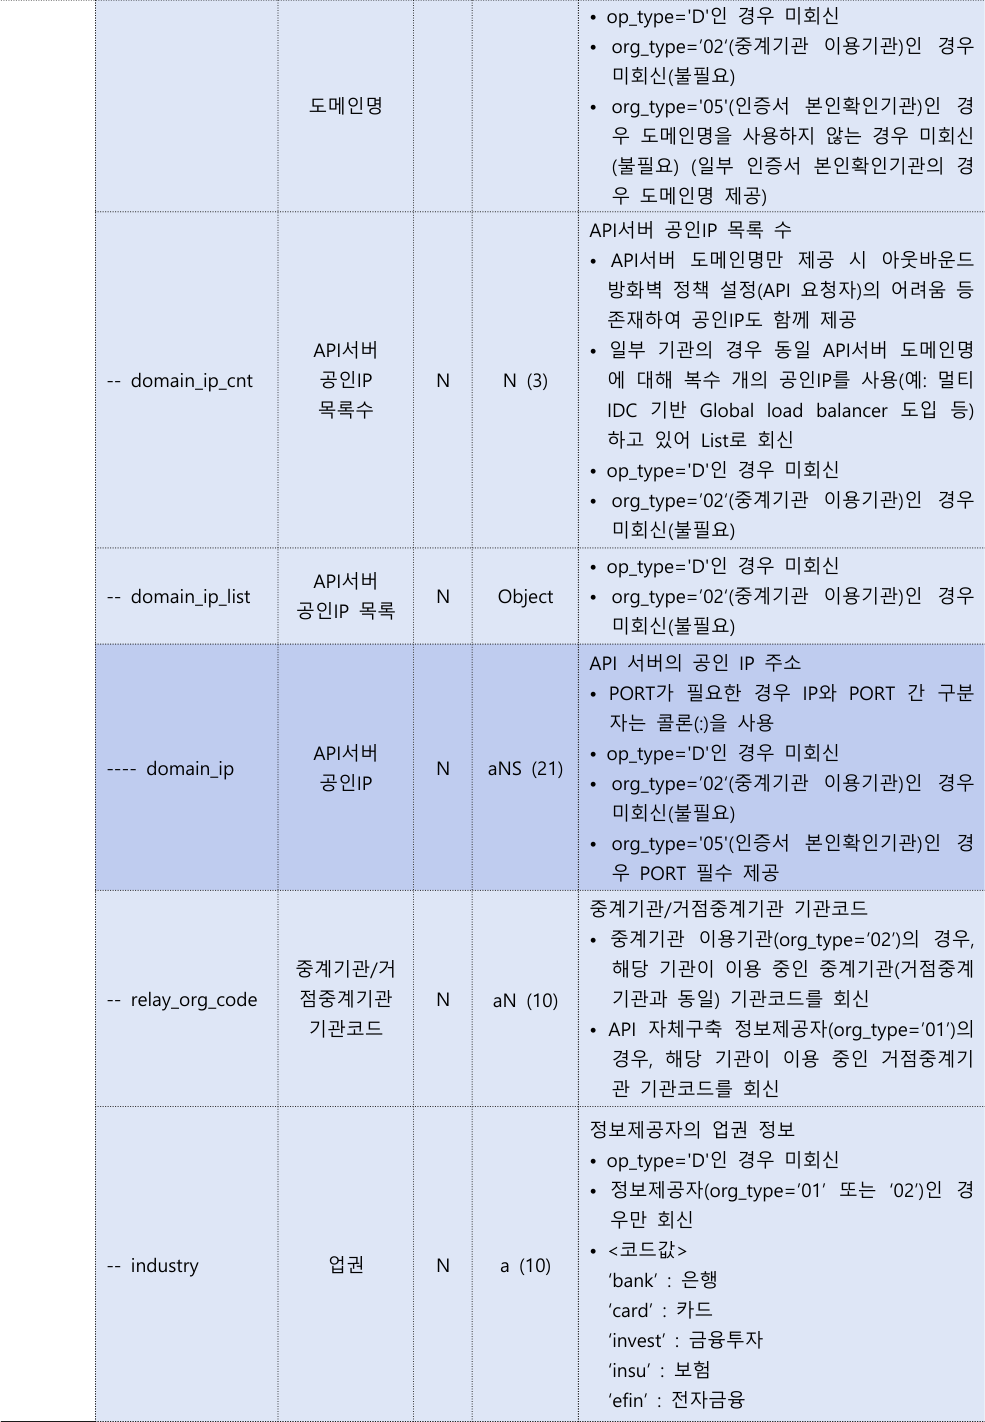 도메인명
• op_type='D'인 경우 미회신
• org_type=’02‘(중계기관 이용기관)인 경우
미회신(불필요)
• org_type='05'(인증서 본인확인기관)인 경
우 도메인명을 사용하지 않는 경우 미회신
(불필요) (일부 인증서 본인확인기관의 경
우 도메인명 제공)
-- domain_ip_cnt
API서버
공인IP
목록수
N
N (3)
API서버 공인IP 목록 수
• API서버 도메인명만 제공 시 아웃바운드
방화벽 정책 설정(API 요청자)의 어려움 등
존재하여 공인IP도 함께 제공
• 일부 기관의 경우 동일 API서버 도메인명
에 대해 복수 개의 공인IP를 사용(예: 멀티
IDC 기반 Global load balancer 도입 등)
하고 있어 List로 회신
• op_type='D'인 경우 미회신
• org_type=’02‘(중계기관 이용기관)인 경우
미회신(불필요)
-- domain_ip_list
API서버
공인IP 목록
N
Object
• op_type='D'인 경우 미회신
• org_type=’02‘(중계기관 이용기관)인 경우
미회신(불필요)
---- domain_ip
API서버
공인IP
N
aNS (21)
API 서버의 공인 IP 주소
• PORT가 필요한 경우 IP와 PORT 간 구분
자는 콜론(:)을 사용
• op_type='D'인 경우 미회신
• org_type=’02‘(중계기관 이용기관)인 경우
미회신(불필요)
• org_type='05'(인증서 본인확인기관)인 경
우 PORT 필수 제공
-- relay_org_code
중계기관/거
점중계기관
기관코드
N
aN (10)
중계기관/거점중계기관 기관코드
• 중계기관 이용기관(org_type=’02’)의 경우,
해당 기관이 이용 중인 중계기관(거점중계
기관과 동일) 기관코드를 회신
• API 자체구축 정보제공자(org_type=’01’)의
경우, 해당 기관이 이용 중인 거점중계기
관 기관코드를 회신
-- industry
업권
N
a (10)
정보제공자의 업권 정보
• op_type='D'인 경우 미회신
• 정보제공자(org_type=’01’ 또는 ‘02’)인 경
우만 회신
• <코드값>
‘bank’ : 은행
‘card’ : 카드
‘invest’ : 금융투자
‘insu’ : 보험
‘efin’ : 전자금융